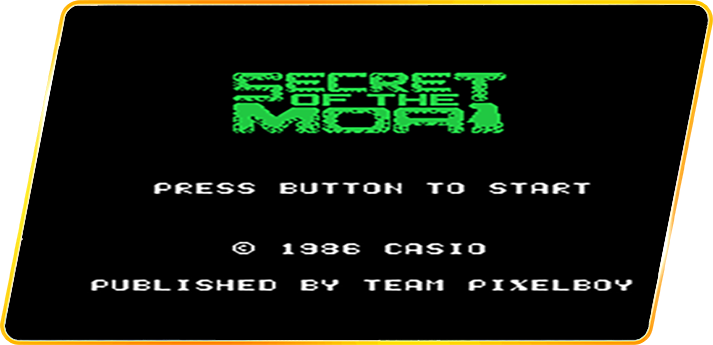 SECRET
OF THE
MOAI
PRESS BUTTON TO START
© 1986 CASIO
PUBLISHED BY TEAM PIXELBOY